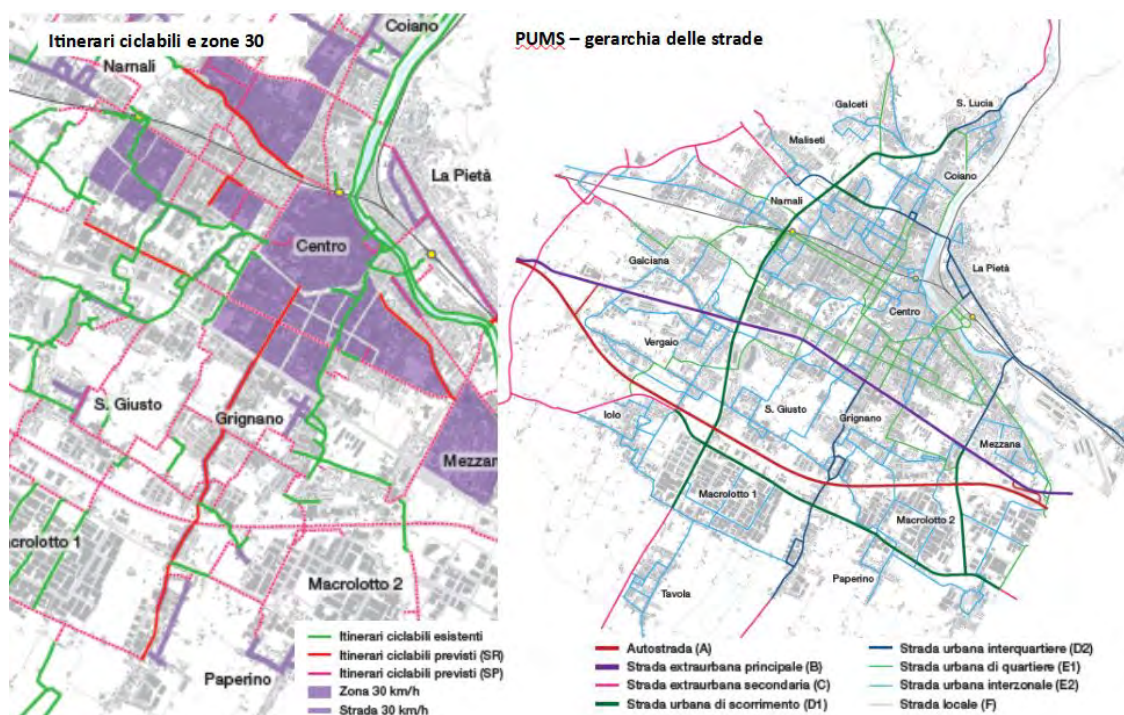 Itinerari ciclabili e zone 30
Coiano
Narnali
La Pietà
Centro
S. Giusto
Grignano
Mezzan
acrolotto 1
Macrolotto 2
Paperino
Itinerari ciclabili esistenti
Itinerari ciclabili previsti (SR)
Itinerari ciclabili previsti (SP)
Zona 30 km/h
Strada 30 km/h
PUMS – gerarchia delle strade
Galceti
S. Lucia
Maliseti
Coiano
Narnali
Galciana
La Pietà
Centro
Vergaio
S. Giusto
Grignano
Iolo
Mezzana
Macrolotto 1
Macrolotto 2
Paperino
Tavola
Autostrada (A)
Strada extraurbana principale (B)
Strada extraurbana secondaria (C)
Strada urbana di scorrimento (D1)
Strada urbana interquartiere (D2)
Strada urbana di quartiere (E1)
Strada urbana interzonale (E2)
Strada locale (F)